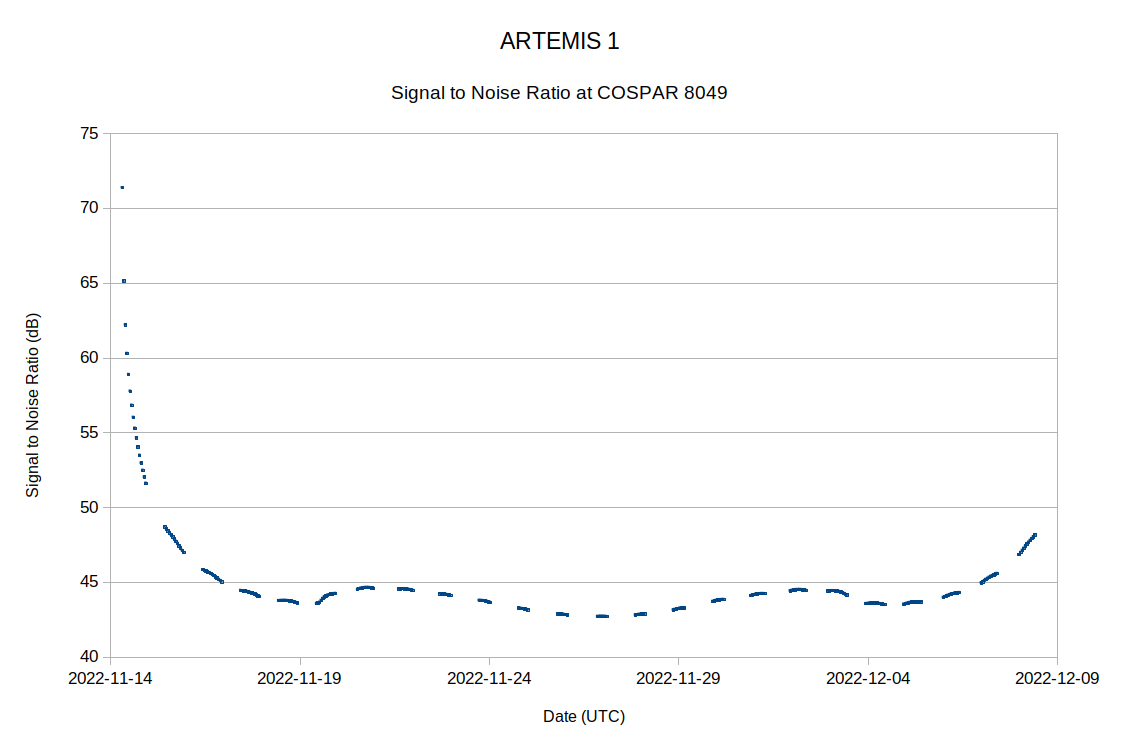 ARTEMIS 1
Signal to Noise Ratio at COSPAR 8049
75
70
65
60
55
50
45
40
Signal to Noise Ratio (dB)
2022-11-14 2022-11-19 2022-11-24 2022-11-29 2022-12-04 2022-12-09
Date (UTC)